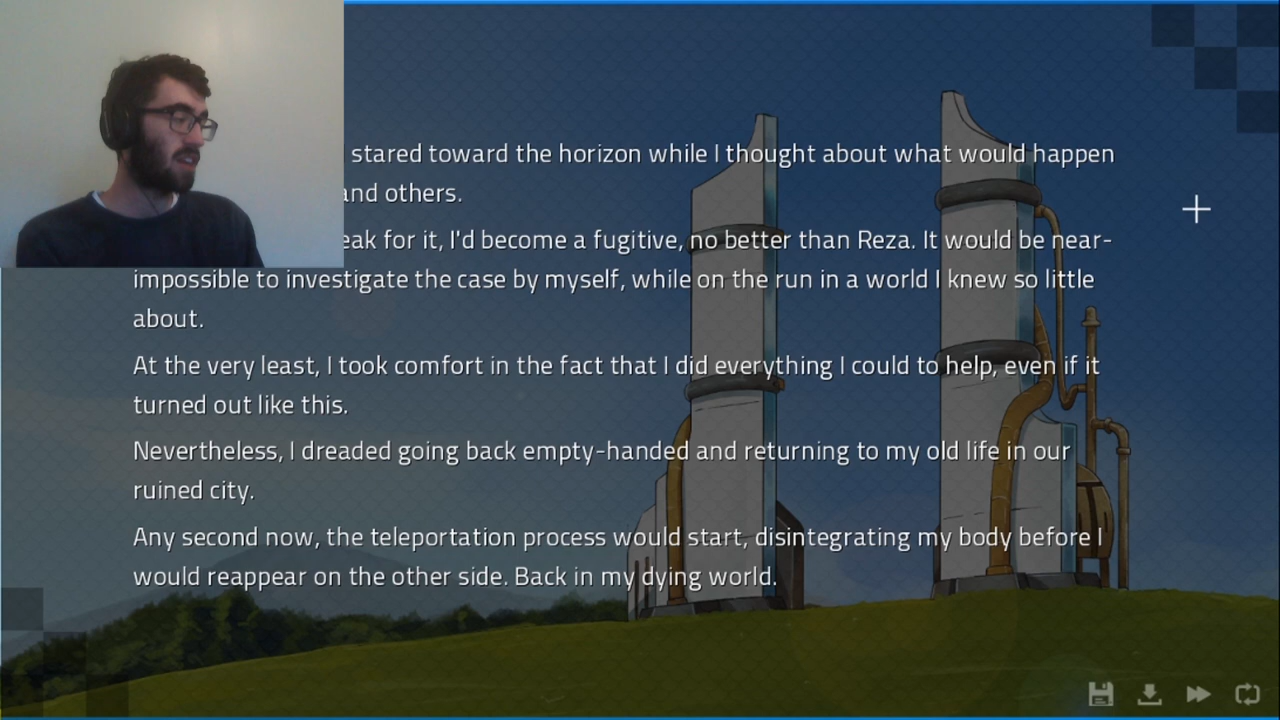 stared toward the horizon while I thought about what would happen
and others.
eak for it, I'd become a fugitive, no better than Reza. It would be near-
impossible to investigate the case by myself, while on the run in a world I knew so little
about.
At the very least, I took comfort in the fact that I did everything I could to help, even if it
turned out like this.
Nevertheless, I dreaded going back empty-handed and returning to my old life in our
ruined city.
Any second now, the teleportation process would start, disintegrating my body before I
would reappear on the other side. Back in my dying world.